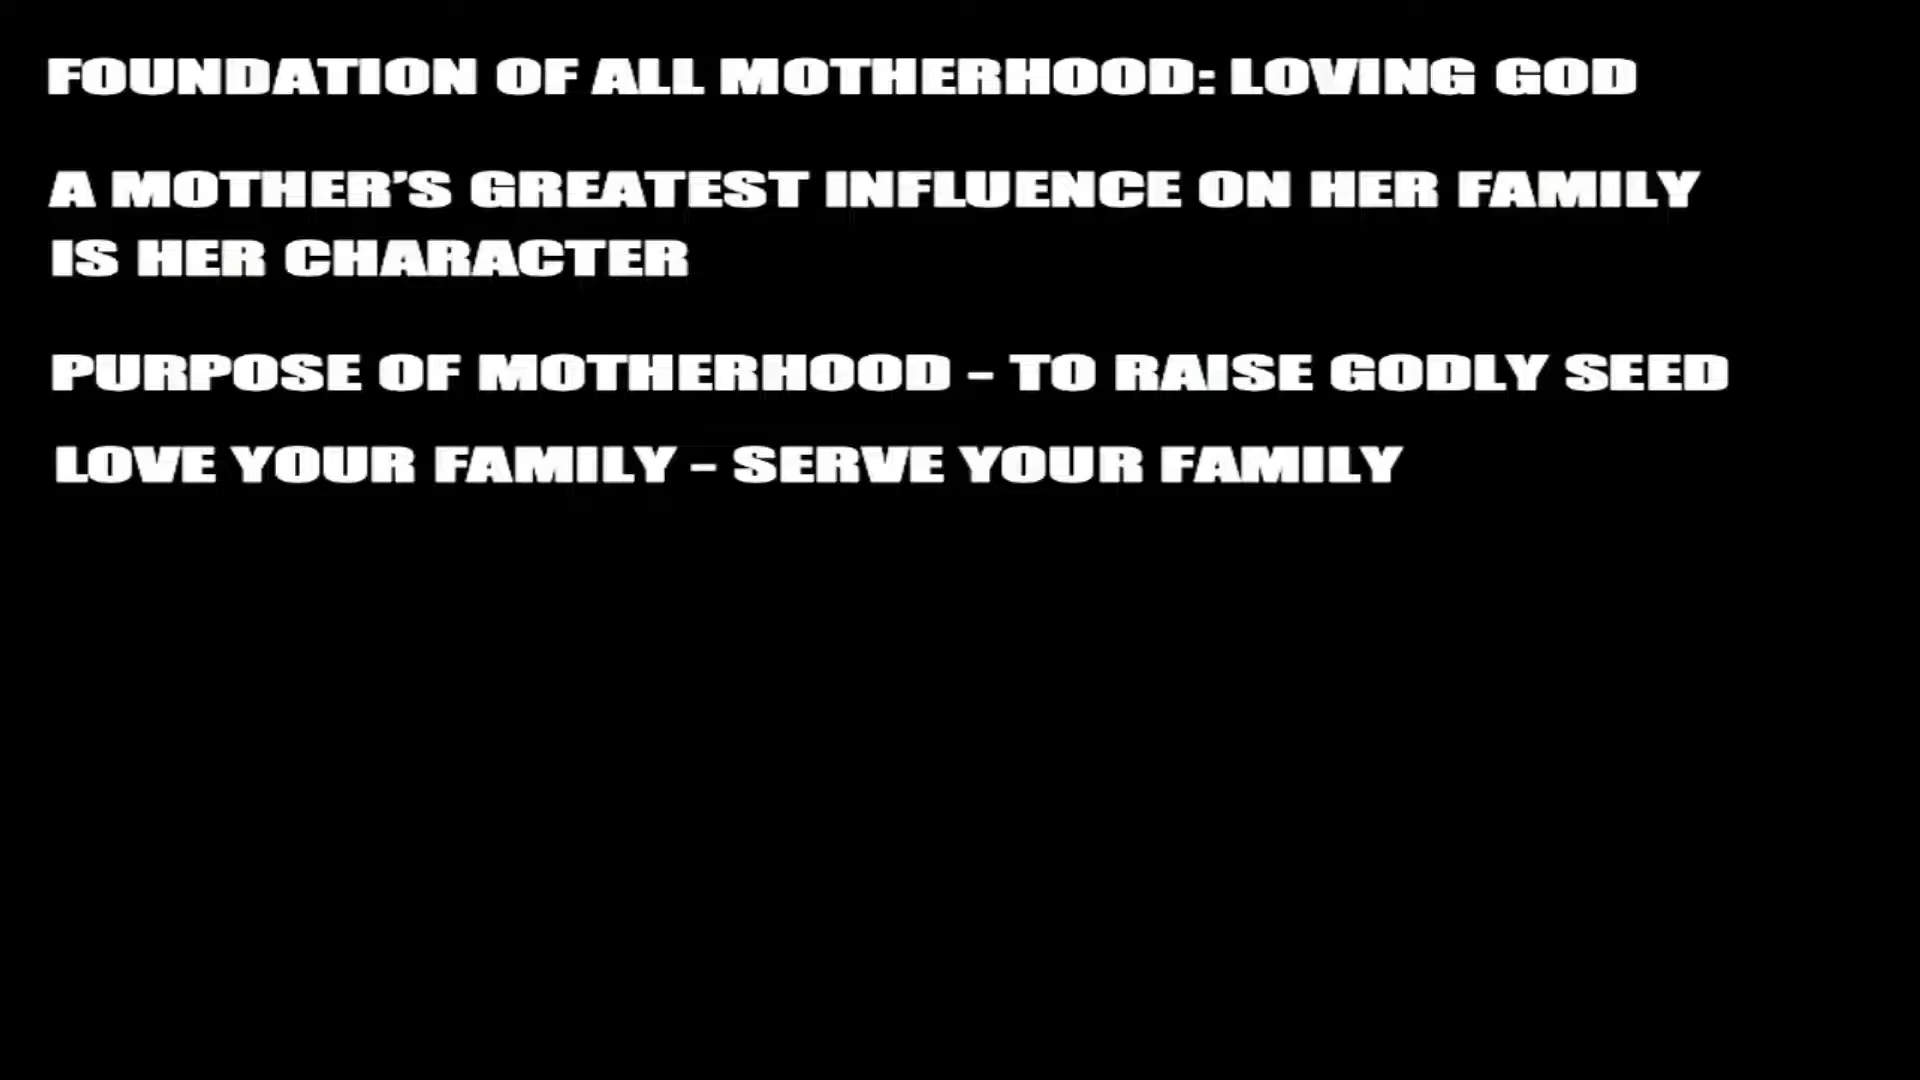 FOUNDATION OF ALL MOTHERHOOD: LOVING GOD
A MOTHER'S GREATEST INFLUENCE ON HER FAMILY
IS HER CHARACTER
PURPOSE OF MOTHERHOOD - TO RAISE GODLY SEED
LOVE YOUR FAMILY - SERVE YOUR FAMILY